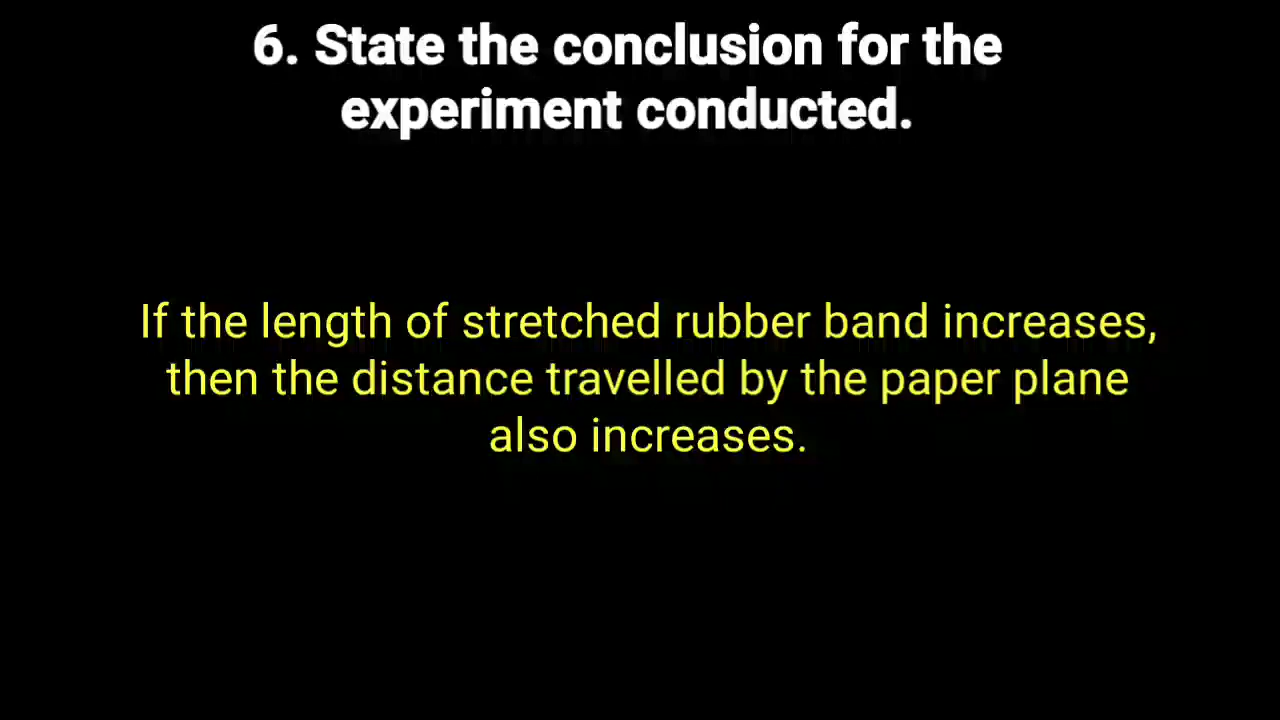 6. State the conclusion for the
experiment conducted.
If the length of stretched rubber band increases,
then the distance travelled by the paper plane
also increases.